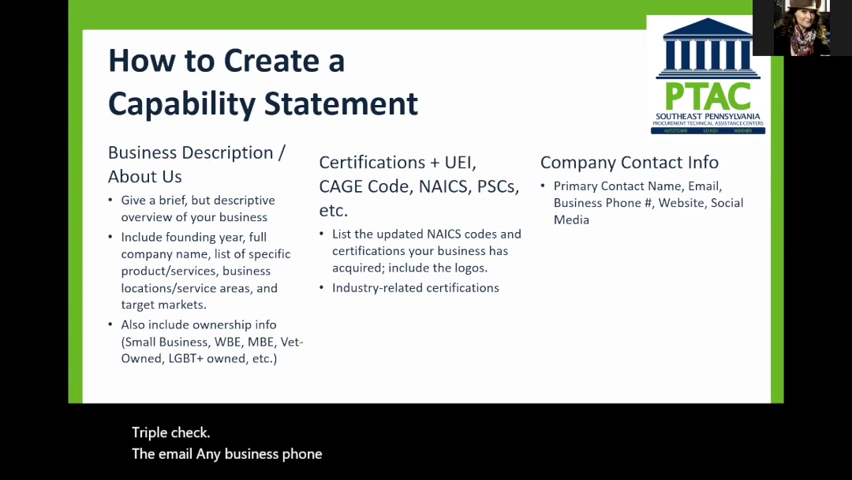 How to Create a
Capability Statement
PTAC
SOUTHEAST PENNSYLVANIA
PROCUREMENT TECHNICAL ASSISTANCE CENTERS
Business Description /
About Us
• Give a brief, but descriptive
overview of your business
• Include founding year, full
company name, list of specific
product/services, business
locations/service areas, and
target markets.
• Also include ownership info
(Small Business, WBE, MBE, Vet-
Owned, LGBT+ owned, etc.)
Certifications + UEI,
CAGE Code, NAICS, PSCs,
etc.
• List the updated NAICS codes and
certifications your business has
acquired; include the logos.
• Industry-related certifications
Company Contact Info
• Primary Contact Name, Email,
Business Phone #, Website, Social
Media
Triple check.
The email Any business phone